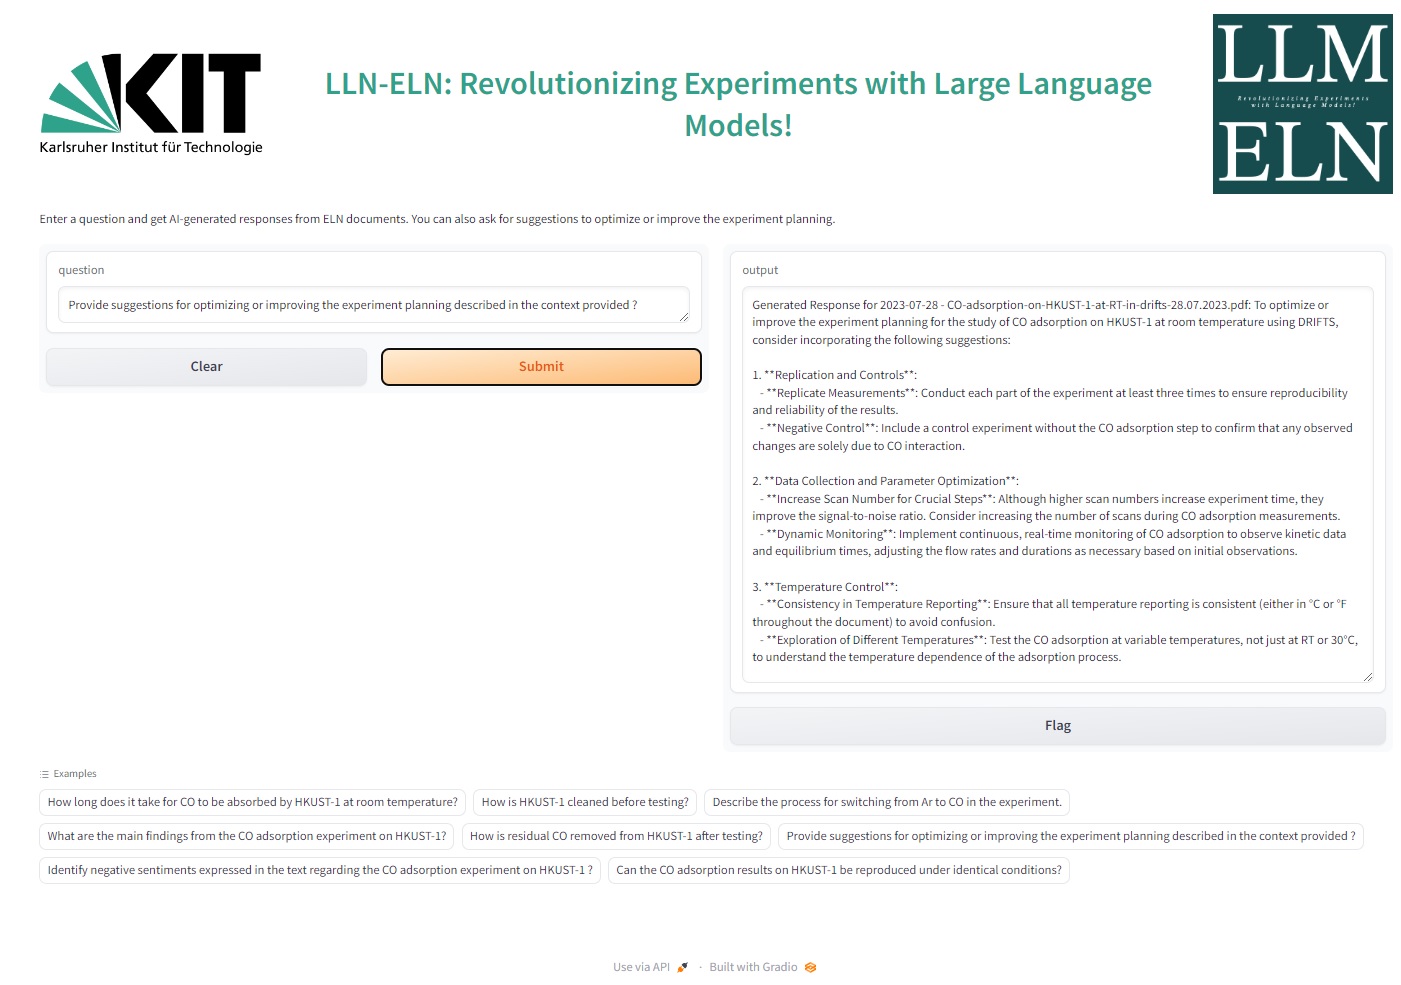 KIT
Karlsruher Institut für Technologie
LLN-ELN: Revolutionizing Experiments with Large Language
Models!
LLM
Revolutionizing Experiments
with Language Models!
ELN
Enter a question and get AI-generated responses from ELN documents. You can also ask for suggestions to optimize or improve the experiment planning.
question
Provide suggestions for optimizing or improving the experiment planning described in the context provided ?
Clear
Submit
output
Generated Response for 2023-07-28 - CO-adsorption-on-HKUST-1-at-RT-in-drifts-28.07.2023.pdf: To optimize or
improve the experiment planning for the study of CO adsorption on HKUST-1 at room temperature using DRIFTS,
consider incorporating the following suggestions:
1. **Replication and Controls**:
- **Replicate Measurements**: Conduct each part of the experiment at least three times to ensure reproducibility
and reliability of the results.
- **Negative Control**: Include a control experiment without the CO adsorption step to confirm that any observed
changes are solely due to CO interaction.
2. **Data Collection and Parameter Optimization**:
- **Increase Scan Number for Crucial Steps**: Although higher scan numbers increase experiment time, they
improve the signal-to-noise ratio. Consider increasing the number of scans during CO adsorption measurements.
- **Dynamic Monitoring**: Implement continuous, real-time monitoring of CO adsorption to observe kinetic data
and equilibrium times, adjusting the flow rates and durations as necessary based on initial observations.
3. **Temperature Control**:
- **Consistency in Temperature Reporting**: Ensure that all temperature reporting is consistent (either in °C or °F
throughout the document) to avoid confusion.
- **Exploration of Different Temperatures**: Test the CO adsorption at variable temperatures, not just at RT or 30°C,
to understand the temperature dependence of the adsorption process.
Flag
Examples
How long does it take for CO to be absorbed by HKUST-1 at room temperature?
How is HKUST-1 cleaned before testing?
Describe the process for switching from Ar to CO in the experiment.
What are the main findings from the CO adsorption experiment on HKUST-1?
How is residual CO removed from HKUST-1 after testing?
Provide suggestions for optimizing or improving the experiment planning described in the context provided ?
Identify negative sentiments expressed in the text regarding the CO adsorption experiment on HKUST-1 ?
Can the CO adsorption results on HKUST-1 be reproduced under identical conditions?
Use via API · Built with Gradio